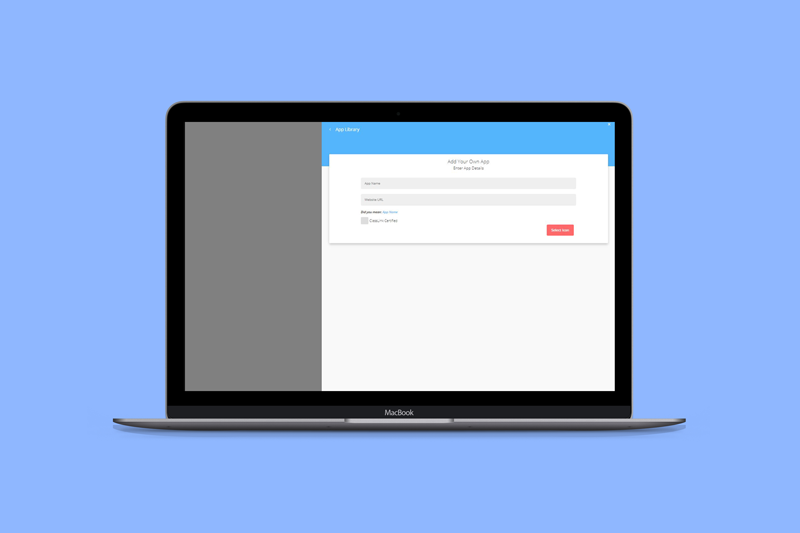 App Library
Add Your Own App
Enter App Details
App Name
Website URL
Did you mean: App Name
Certified
Select Icon
MacBook